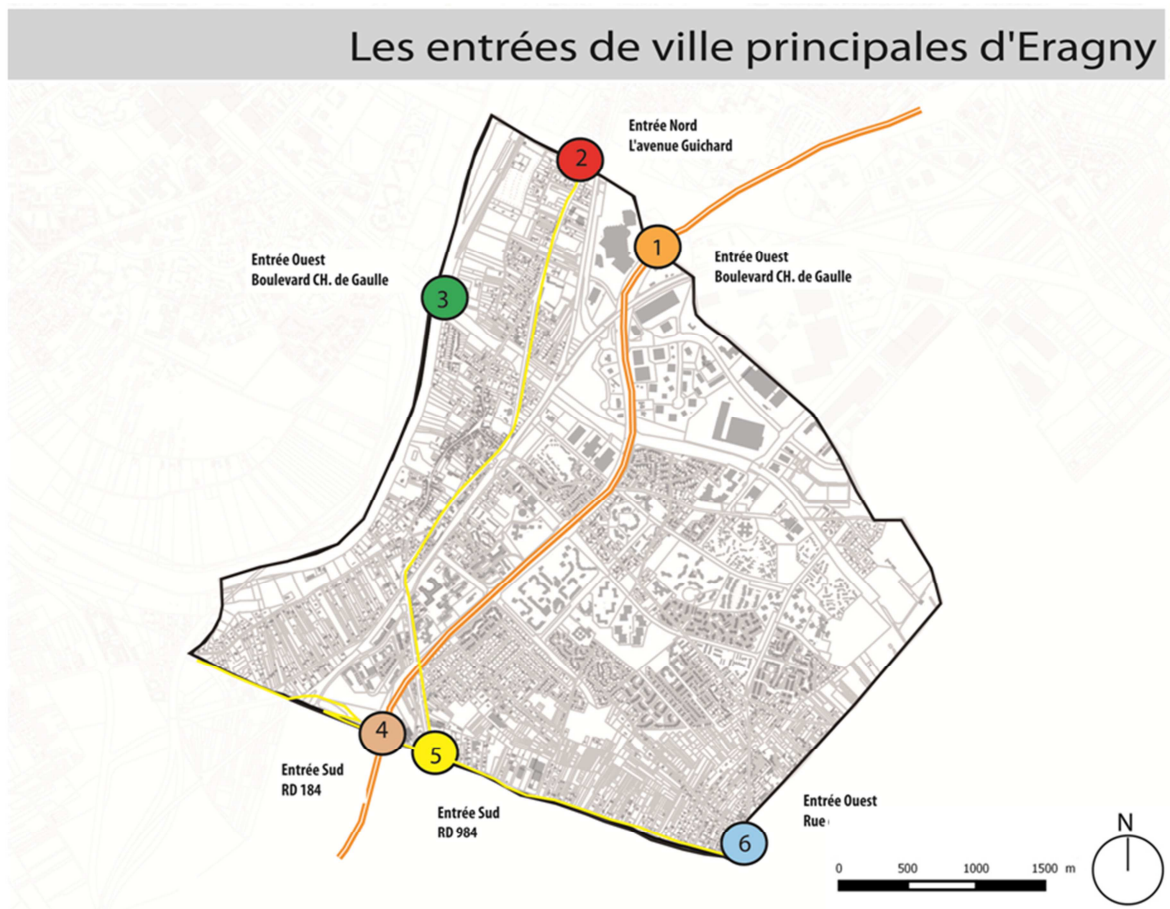 Les entrées de ville principales d'Eragny
Entrée Nord
L'avenue Guichard
2
1
Entrée Ouest
Boulevard CH. de Gaulle
Entrée Ouest
Boulevard CH. de Gaulle
3
4
5
Entrée Sud
RD 184
Entrée Sud
RD 984
Entrée Ouest
Rue
6
N
0 500 1000 1500 m